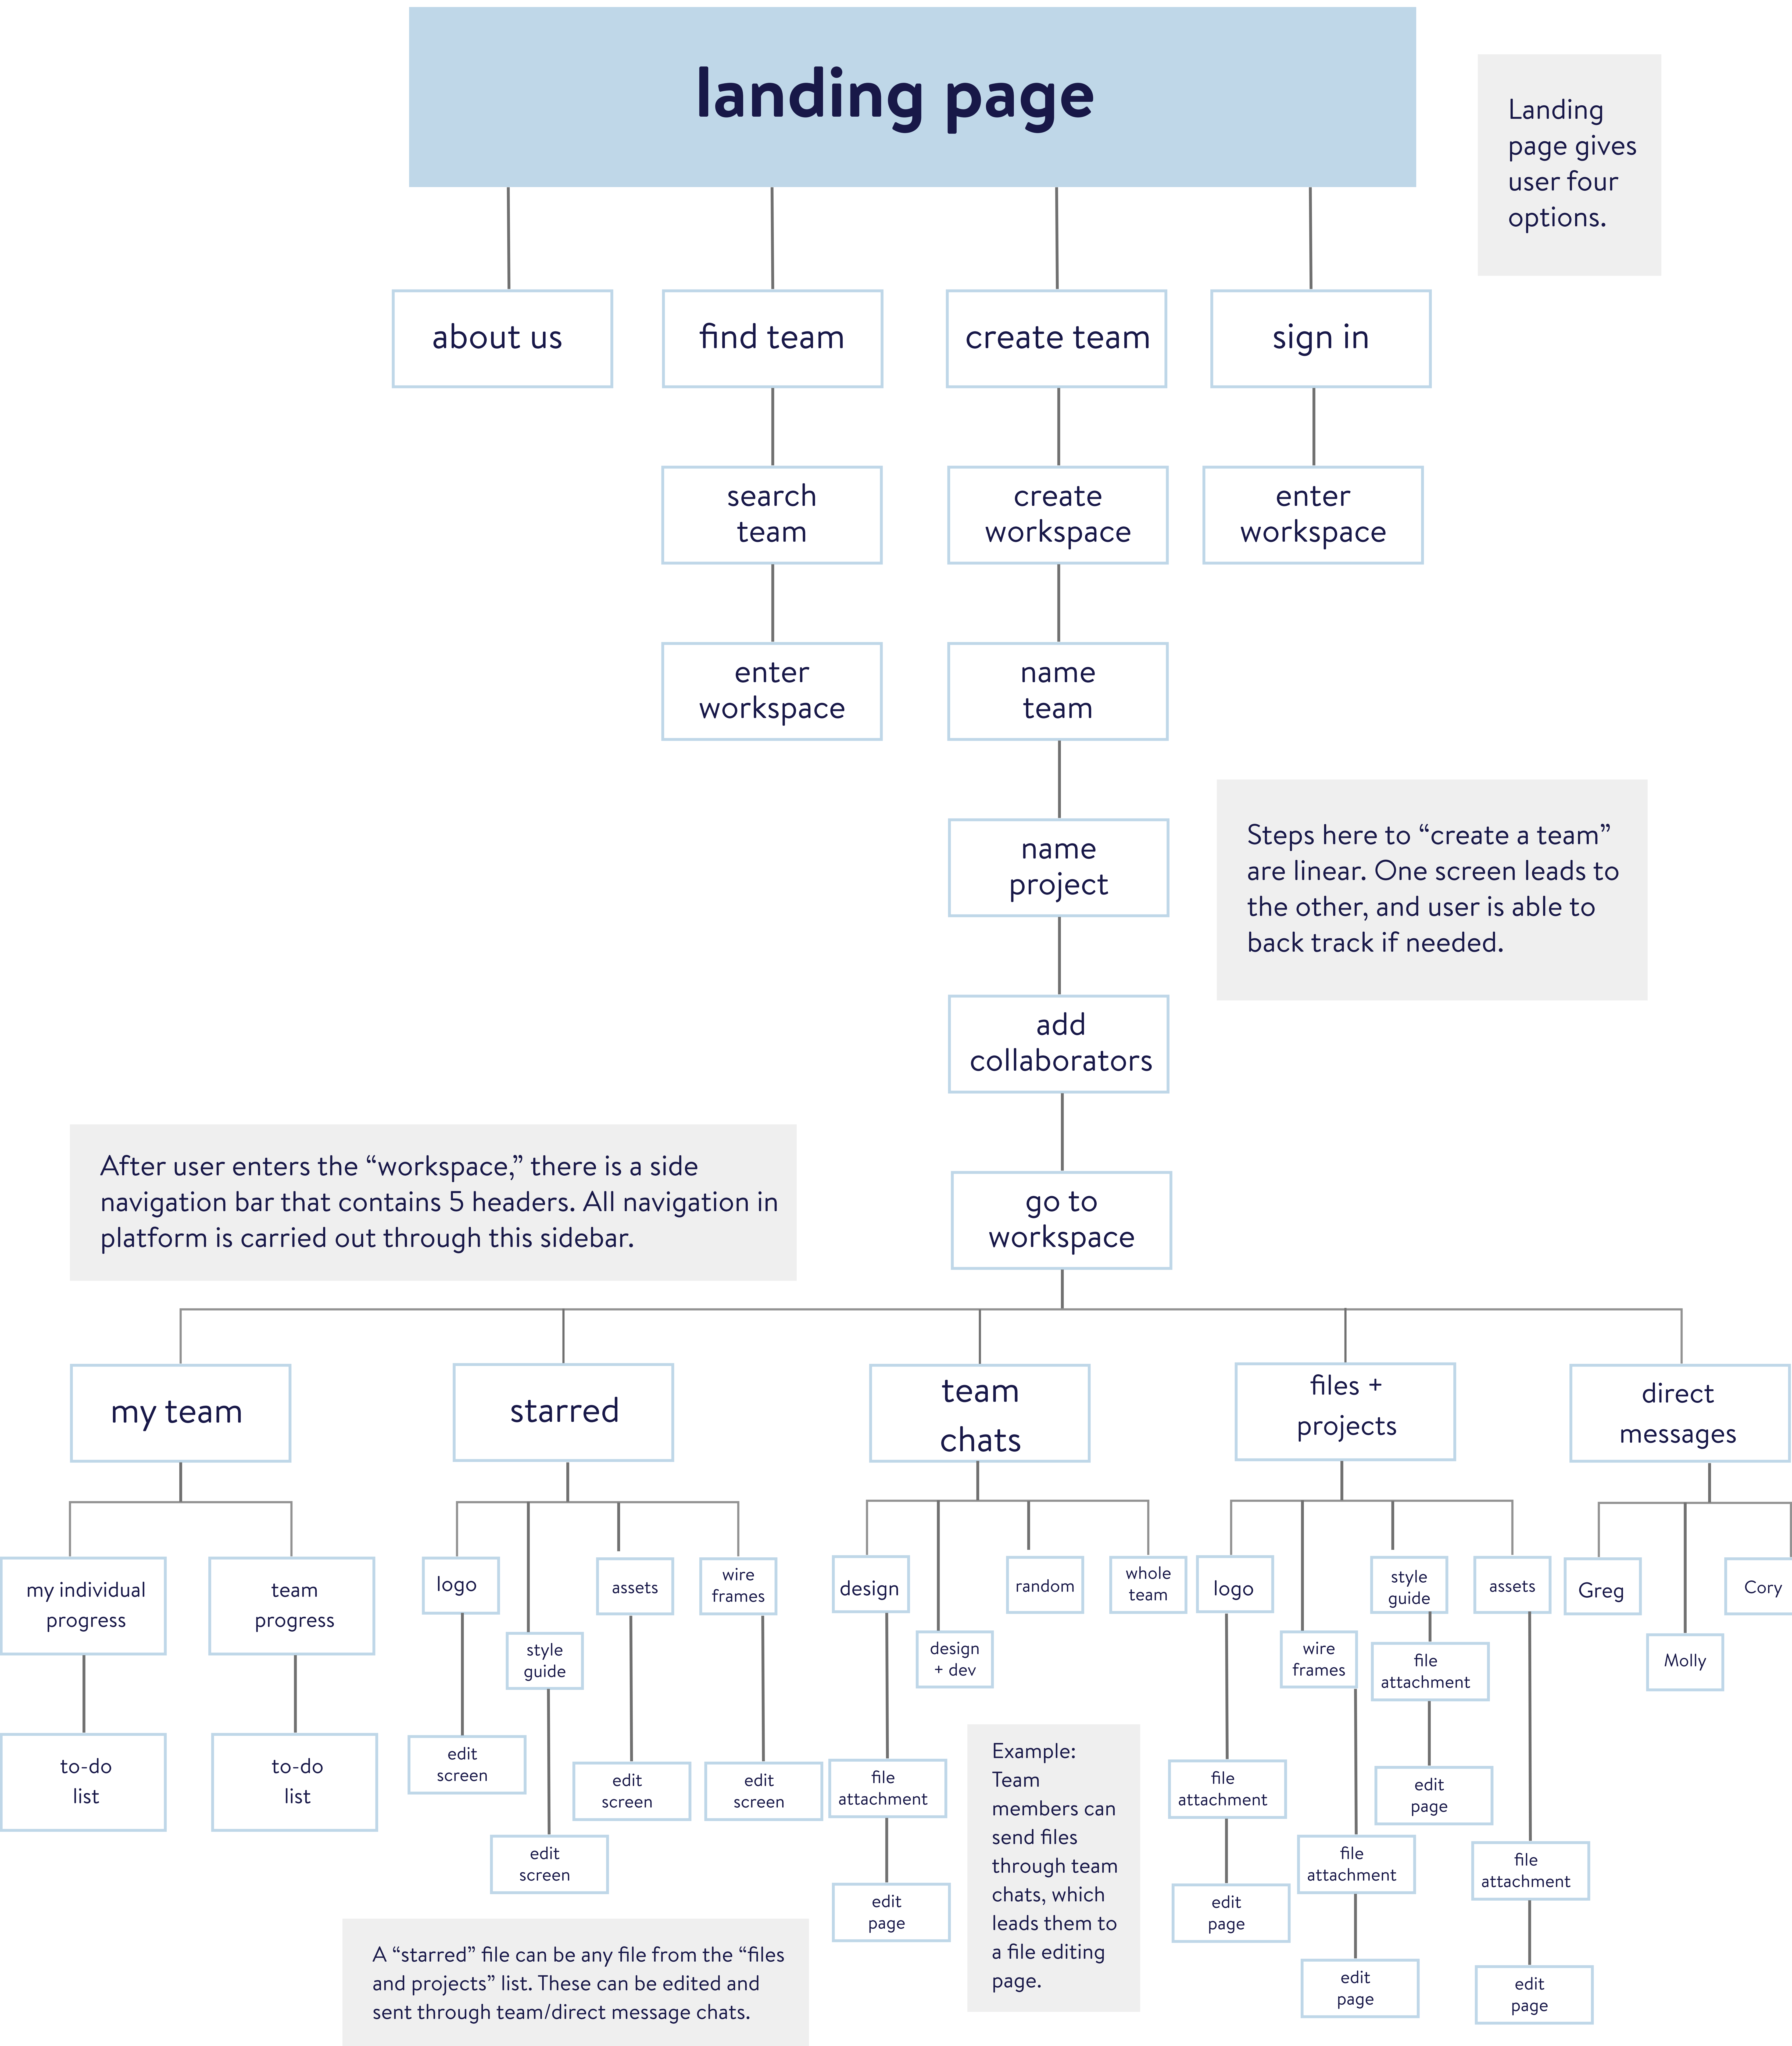 landing page
Landing
page gives
user four
options.
about us
find team
create team
sign in
search
team
create
workspace
enter
workspace
enter
workspace
name
team
name
project
Steps here to “create a team”
are linear. One screen leads to
the other, and user is able to
back track if needed.
add
collaborators
After user enters the “workspace,” there is a side
navigation bar that contains 5 headers. All navigation in
platform is carried out through this sidebar.
go to
workspace
my team
starred
team
chats
files +
projects
direct
messages
my individual
progress
team
progress
logo
style
guide
assets
wire
frames
design
design
+ dev
random
whole
team
logo
wire
frames
style
guide
assets
Greg
Molly
Cory
to-do
list
to-do
list
edit
screen
edit
screen
edit
screen
edit
screen
file
attachment
edit
page
Example:
Team
members can
send files
through team
chats, which
leads them to
a file editing
page.
file
attachment
edit
page
file
attachment
edit
page
file
attachment
edit
page
file
attachment
edit
page
A “starred” file can be any file from the “files
and projects” list. These can be edited and
sent through team/direct message chats.